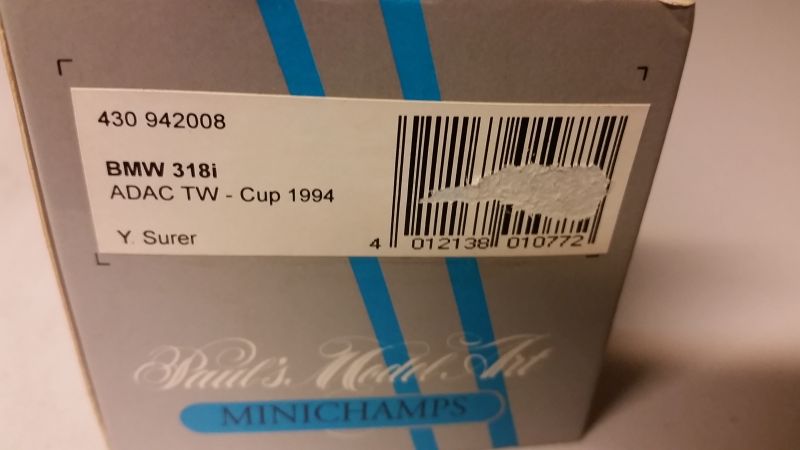 430 942008
BMW 318i
ADAC TW - Cup 1994
Y. Surer
4 012138 010772
Paul's Model Art
MINICHAMPS